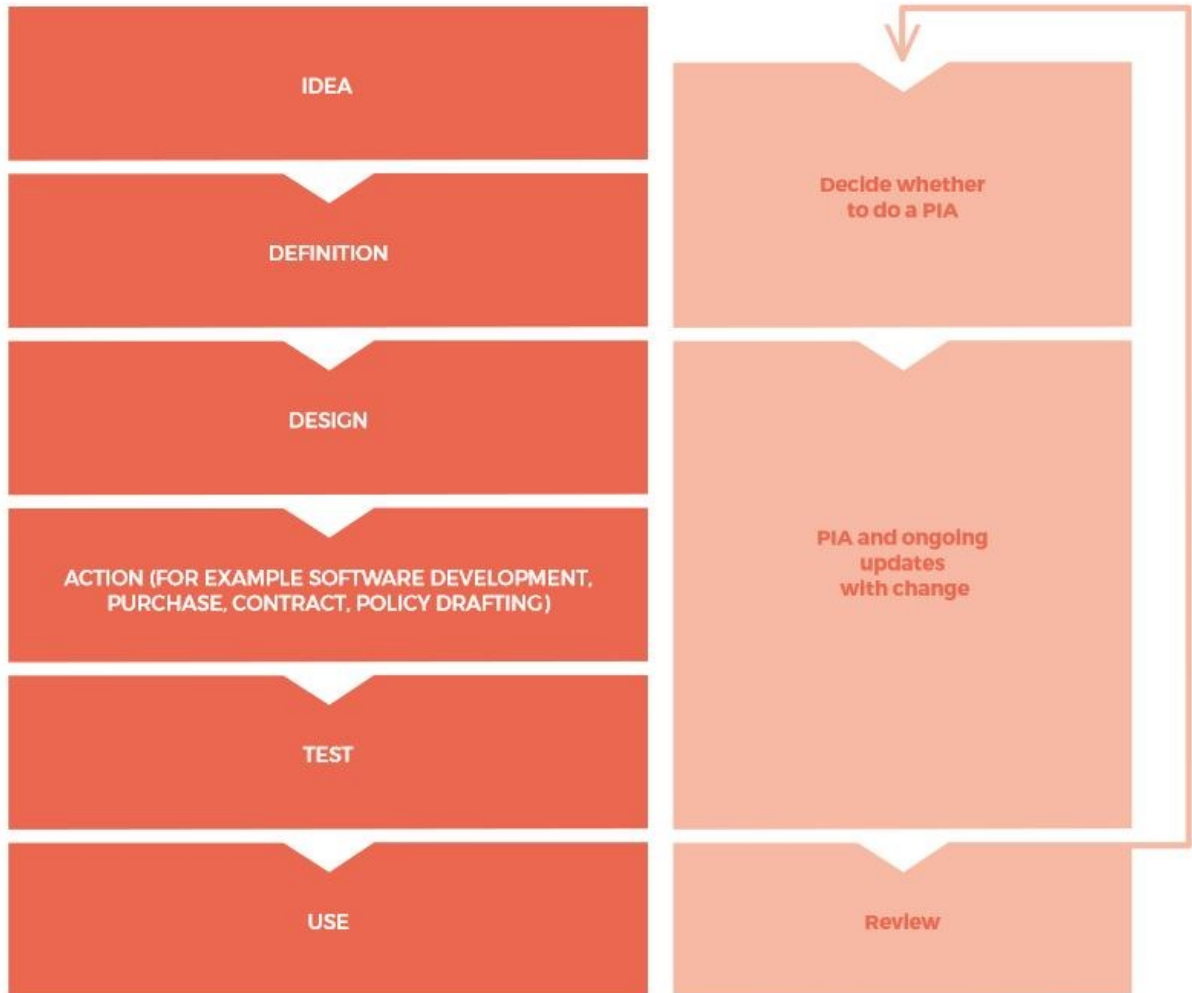 IDEA
Decide whether
to do a PIA
DEFINITION
DESIGN
ACTION (FOR EXAMPLE SOFTWARE DEVELOPMENT,
PURCHASE, CONTRACT, POLICY DRAFTING)
PIA and ongoing
updates
with change
TEST
USE
Review